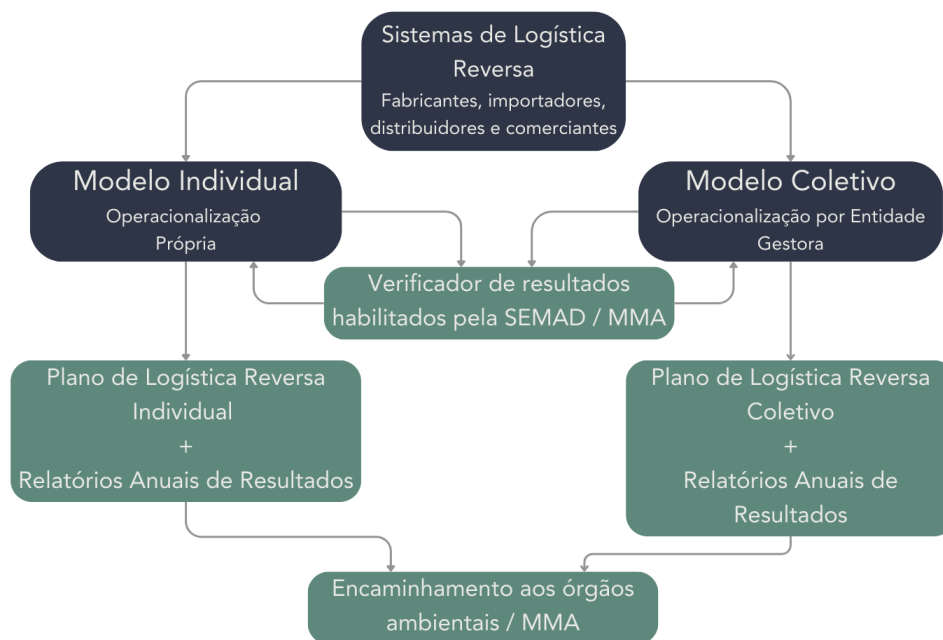 Sistemas de Logística
Reversa
Fabricantes, importadores,
distribuidores e comerciantes
Modelo Individual
Operacionalização
Própria
Modelo Coletivo
Operacionalização por Entidade
Gestora
Verificador de resultados
habilitados pela SEMAD / MMA
Plano de Logística Reversa
Individual
+
Relatórios Anuais de Resultados
Plano de Logística Reversa
Coletivo
+
Relatórios Anuais de
Resultados
Encaminhamento aos órgãos
ambientais / MMA